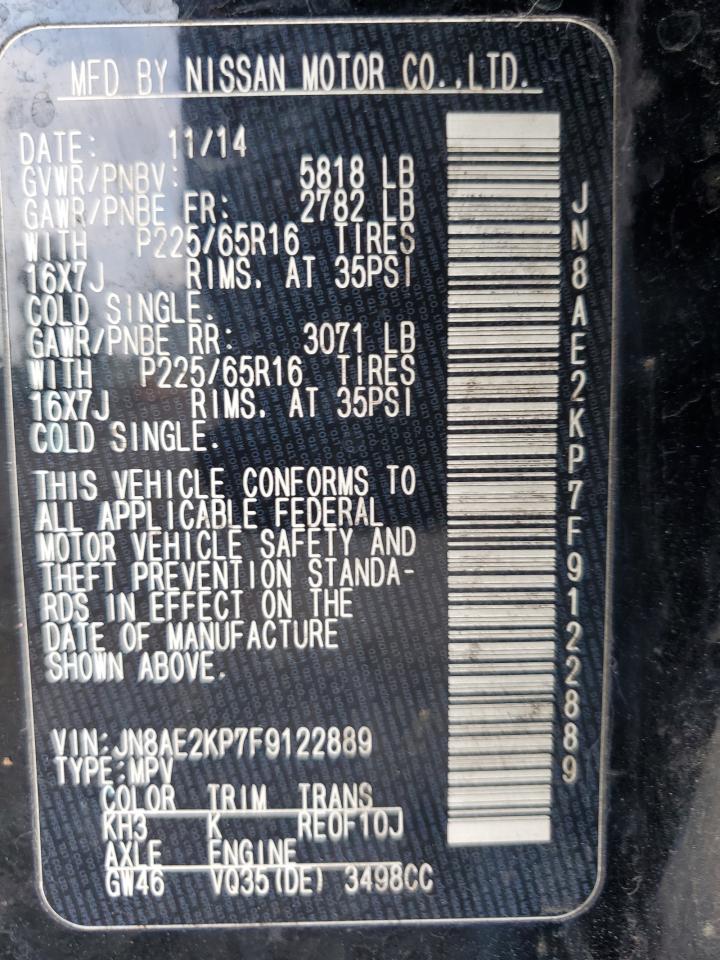 MFD BY NISSAN MOTOR CO.,LTD.
DATE: 11/14
GVWR/PNBV: 5818 LB
GAWR/PNBE FR: 2782 LB
WITH P225/65R16 TIRES
16X7J RIMS. AT 35PSI
COLD SINGLE.
GAWR/PNBE RR: 3071 LB
WITH P225/65R16 TIRES
16X7J RIMS. AT 35PSI
COLD SINGLE.
THIS VEHICLE CONFORMS TO
ALL APPLICABLE FEDERAL
MOTOR VEHICLE SAFETY AND
THEFT PREVENTION STANDA-
RDS IN EFFECT ON THE
DATE OF MANUFACTURE
SHOWN ABOVE.
VIN:JN8AE2KP7F9122889
TYPE:MPV
COLOR TRIM TRANS
KH3 K RE0F10J
AXLE ENGINE
GW46 VQ35(DE) 3498CC
JN8AE2KP7F9122889